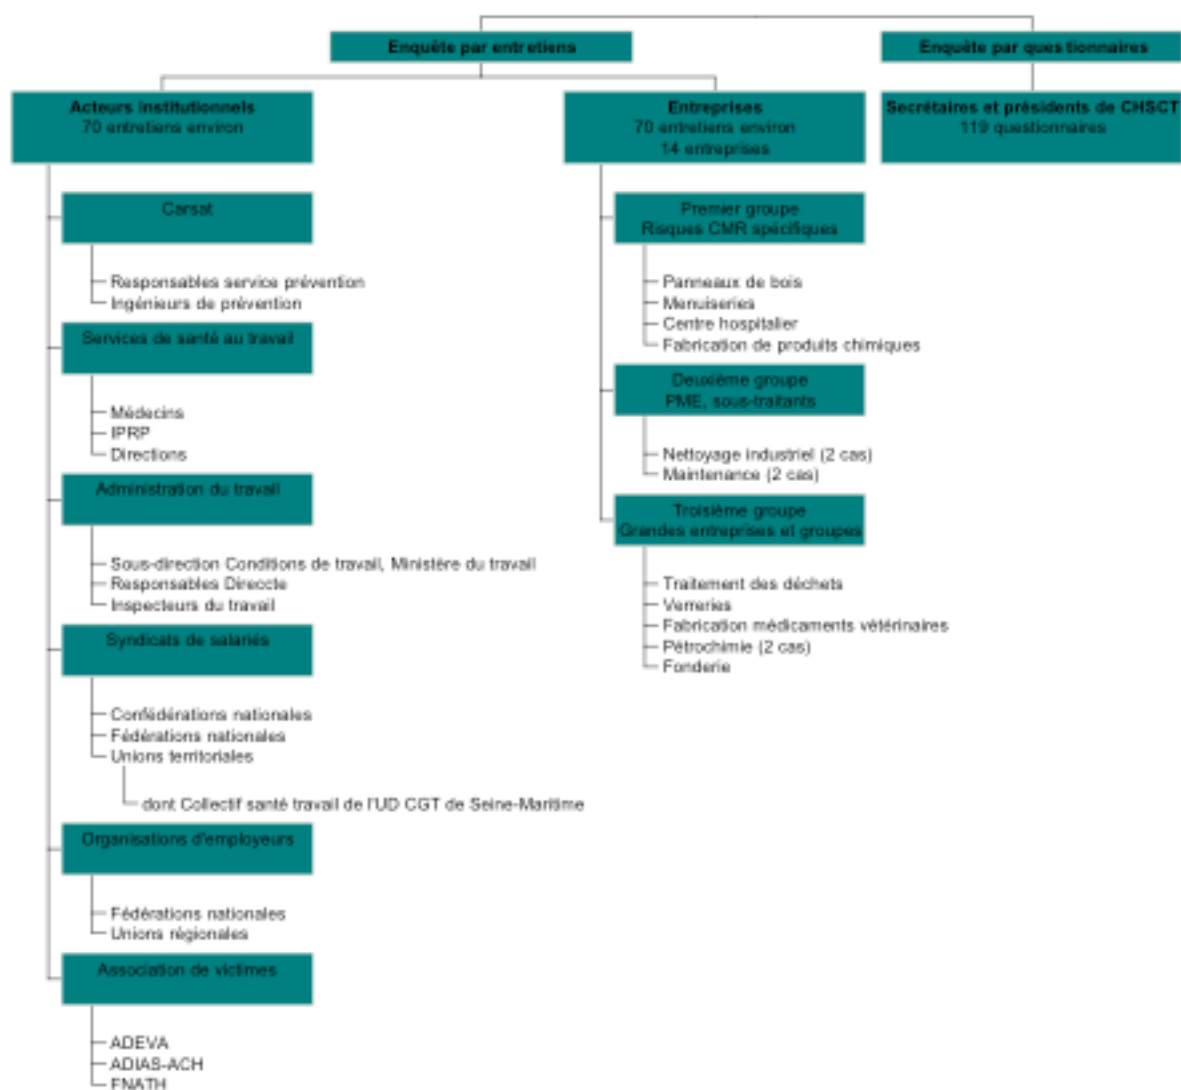 Enquête par entretiens
Enquête par questionnaires
Acteurs institutionnels
70 entretiens environ
Entreprises
70 entretiens environ
14 entreprises
Secrétaires et présidents de CHSCT
119 questionnaires
Carsat
Responsables service prévention
Ingénieurs de prévention
Services de santé au travail
Médecins
IPRP
Directions
Administration du travail
Sous-direction Conditions de travail, Ministère du travail
Responsables Direccte
Inspecteurs du travail
Syndicats de salariés
Confédérations nationales
Fédérations nationales
Unions territoriales
dont Collectif santé travail de l'UD CGT de Seine-Maritime
Organisations d'employeurs
Fédérations nationales
Unions régionales
Association de victimes
ADEVA
ADIAS-ACH
FNATH
Premier groupe
Risques CMR spécifiques
Panneaux de bois
Menuiseries
Centre hospitalier
Fabrication de produits chimiques
Deuxième groupe
PME, sous-traitants
Nettoyage industriel (2 cas)
Maintenance (2 cas)
Troisième groupe
Grandes entreprises et groupes
Traitement des déchets
Verreries
Fabrication médicaments vétérinaires
Pétrochimie (2 cas)
Fonderie